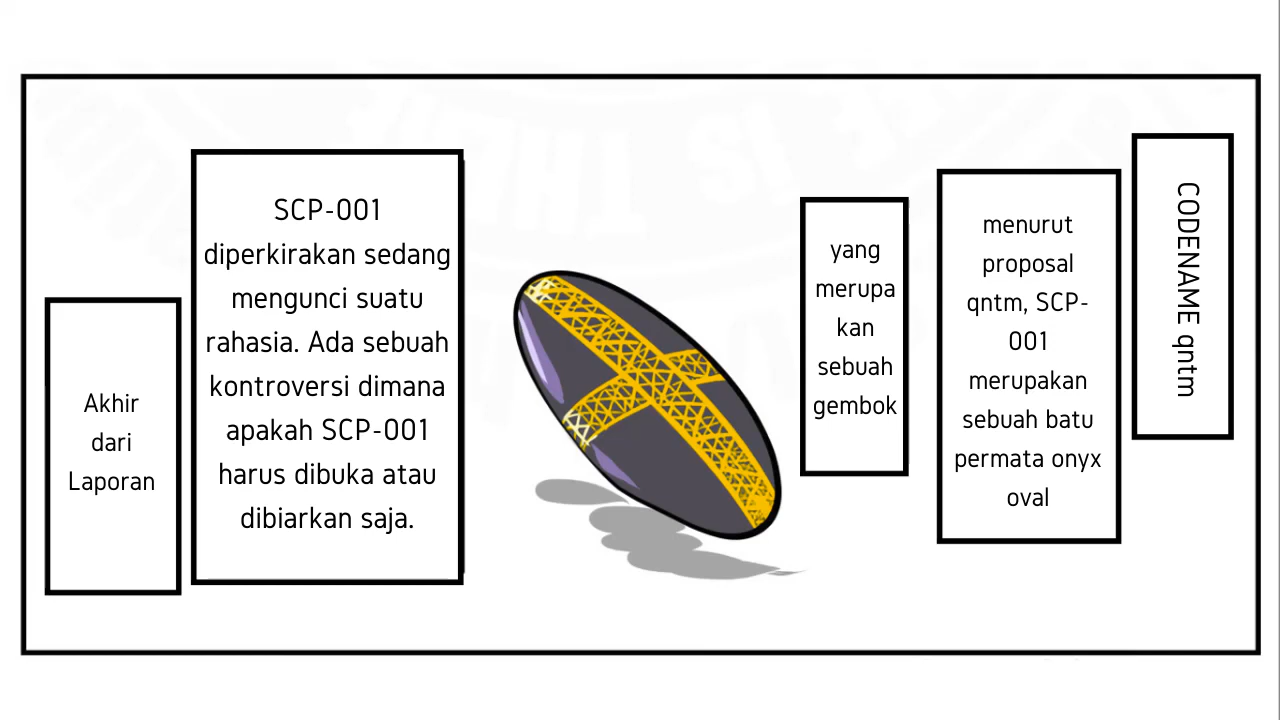 CODENAME qntm
menurut
proposal
qntm, SCP-
001
merupakan
sebuah batu
permata onyx
oval
yang
merupa
kan
sebuah
gembok
SCP-001
diperkirakan sedang
mengunci suatu
rahasia. Ada sebuah
kontroversi dimana
apakah SCP-001
harus dibuka atau
dibiarkan saja.
Akhir
dari
Laporan